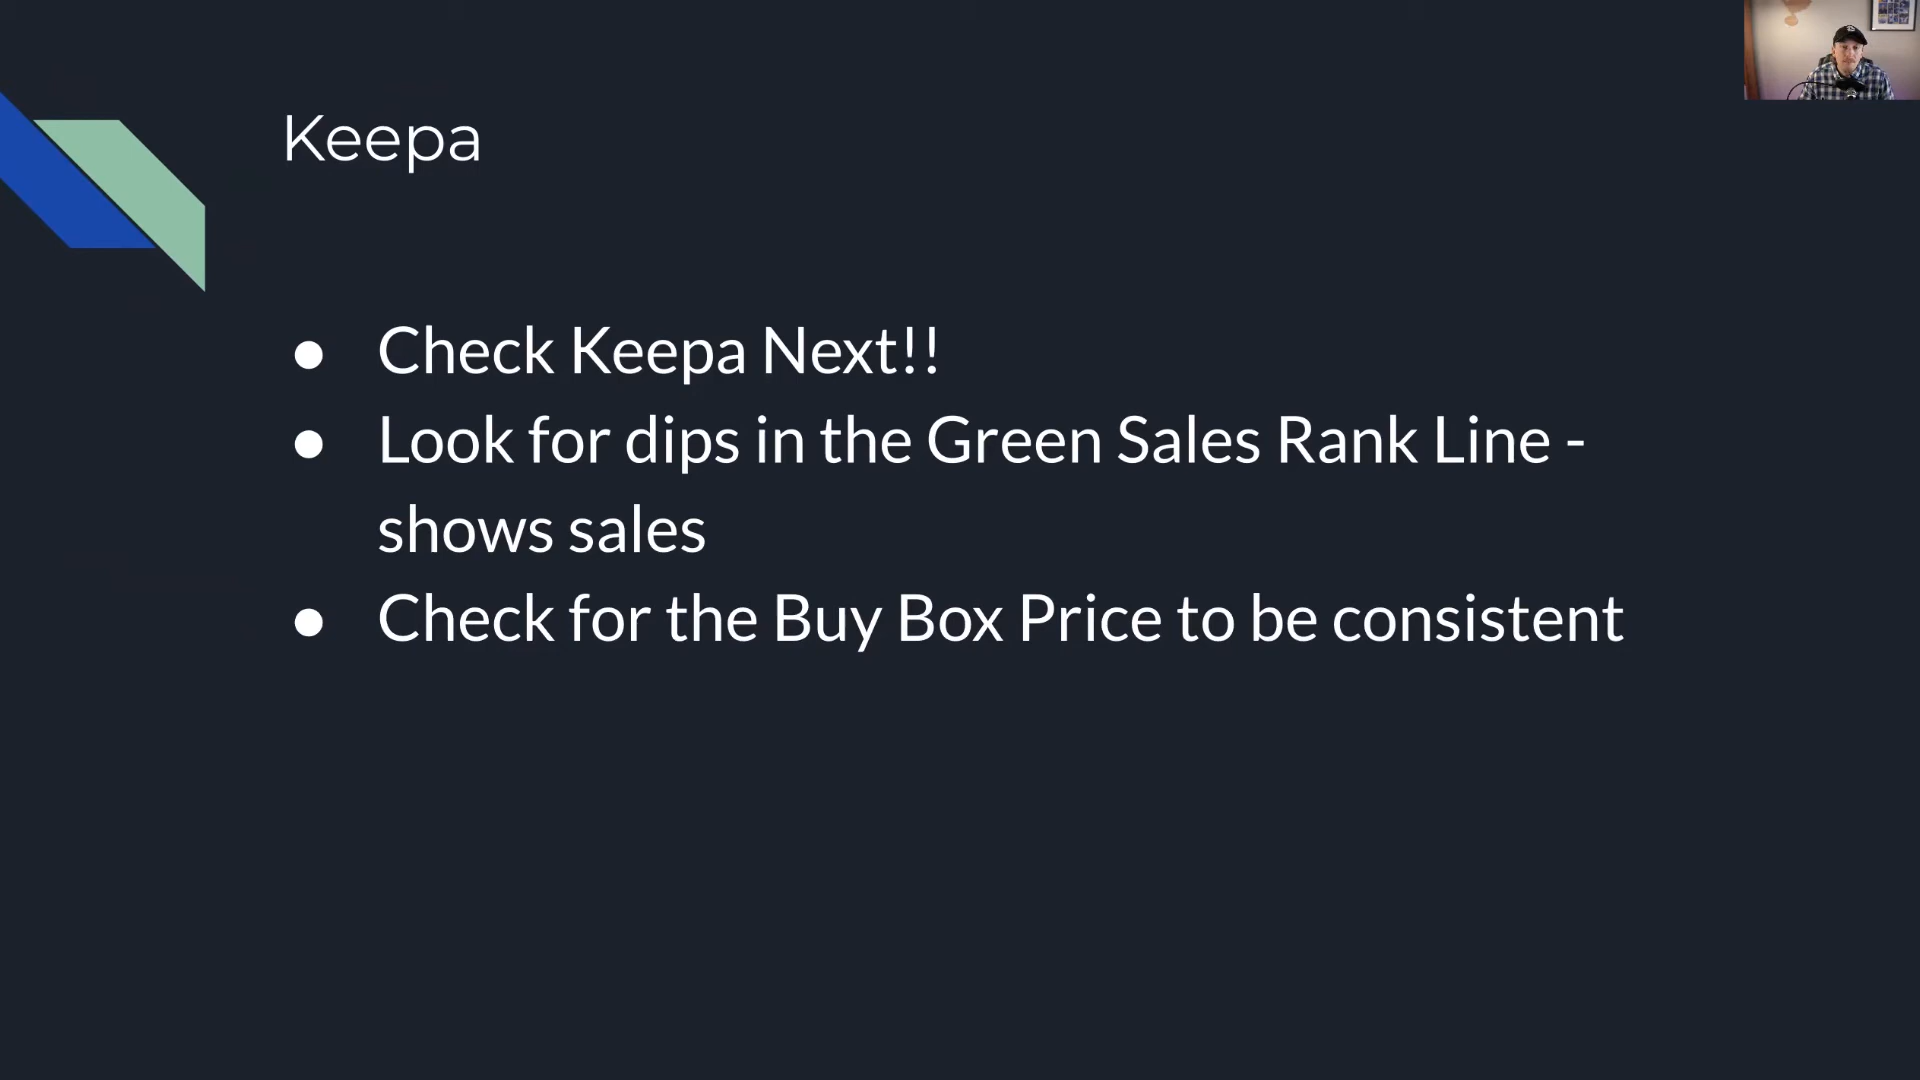 Keepa
● Check Keepa Next!!
● Look for dips in the Green Sales Rank Line -
shows sales
● Check for the Buy Box Price to be consistent